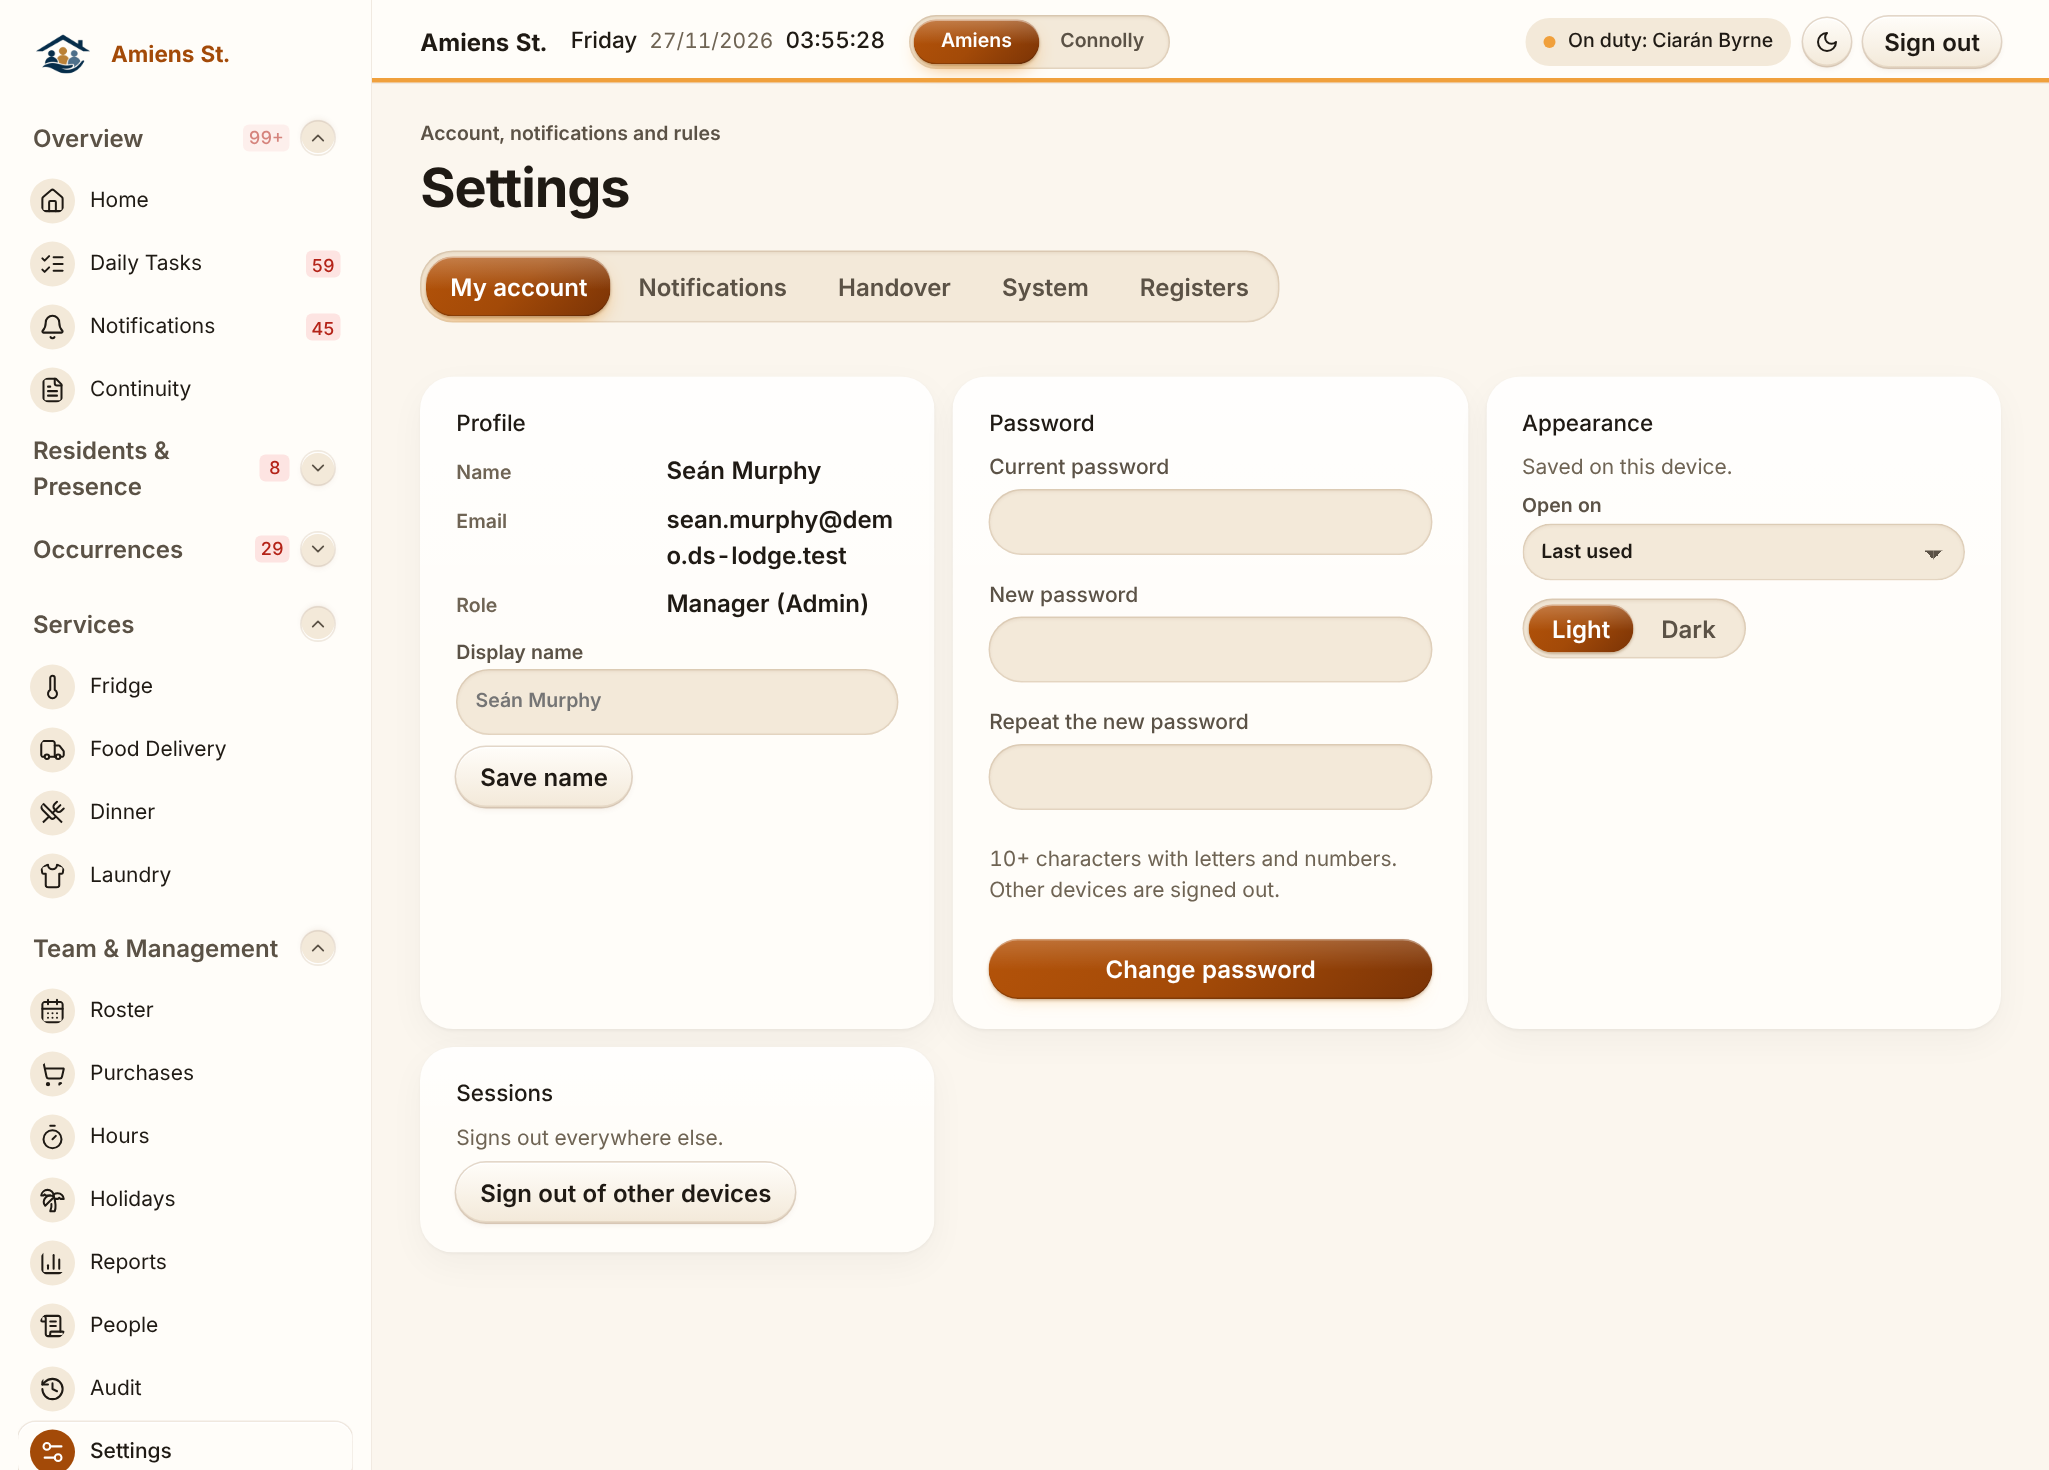 Amiens St.
Overview 99+
Home
Daily Tasks 59
Notifications 45
Continuity
Residents &
Presence 8
Occurrences 29
Services
Fridge
Food Delivery
Dinner
Laundry
Team & Management
Roster
Purchases
Hours
Holidays
Reports
People
Audit
Settings
Amiens St. Friday 27/11/2026 03:55:28 Amiens Connolly On duty: Ciarán Byrne Sign out
Account, notifications and rules
Settings
My account Notifications Handover System Registers
Profile
Name Seán Murphy
Email sean.murphy@dem
o.ds-lodge.test
Role Manager (Admin)
Display name
Seán Murphy
Save name
Password
Current password
New password
Repeat the new password
10+ characters with letters and numbers.
Other devices are signed out.
Change password
Appearance
Saved on this device.
Open on
Last used
Light Dark
Sessions
Signs out everywhere else.
Sign out of other devices